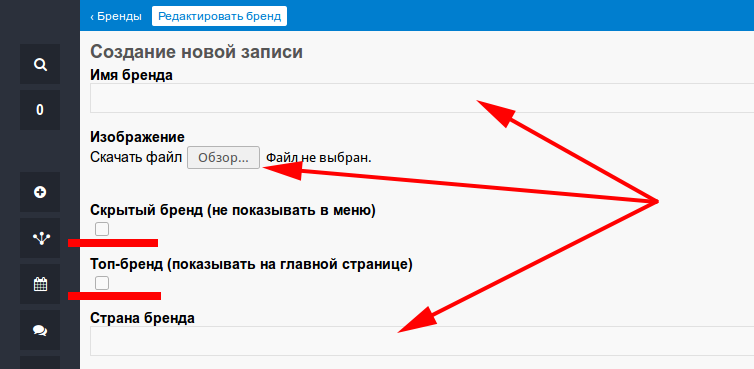 ‹ Бренды Редактировать бренд
Создание новой записи
Имя бренда
0
Изображение
Скачать файл Обзор... Файл не выбран.
Скрытый бренд (не показывать в меню)
Топ-бренд (показывать на главной странице)
Страна бренда